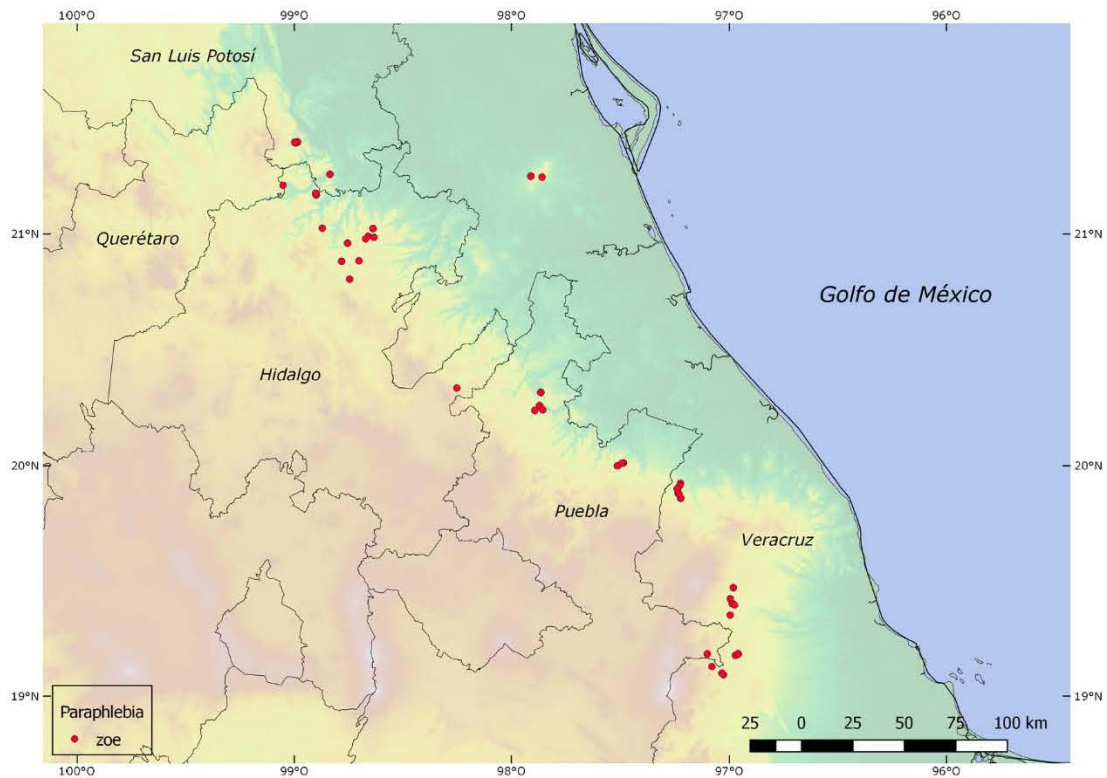 100°O 99°O 98°O 97°O 96°O
San Luis Potosí
21°N Querétaro 21°N
Golfo de México
Hidalgo
20°N 20°N
Puebla
Veracruz
19°N 19°N
Paraphlebia
zoe
25 0 25 50 75 100 km
100°O 99°O 98°O 97°O 96°O